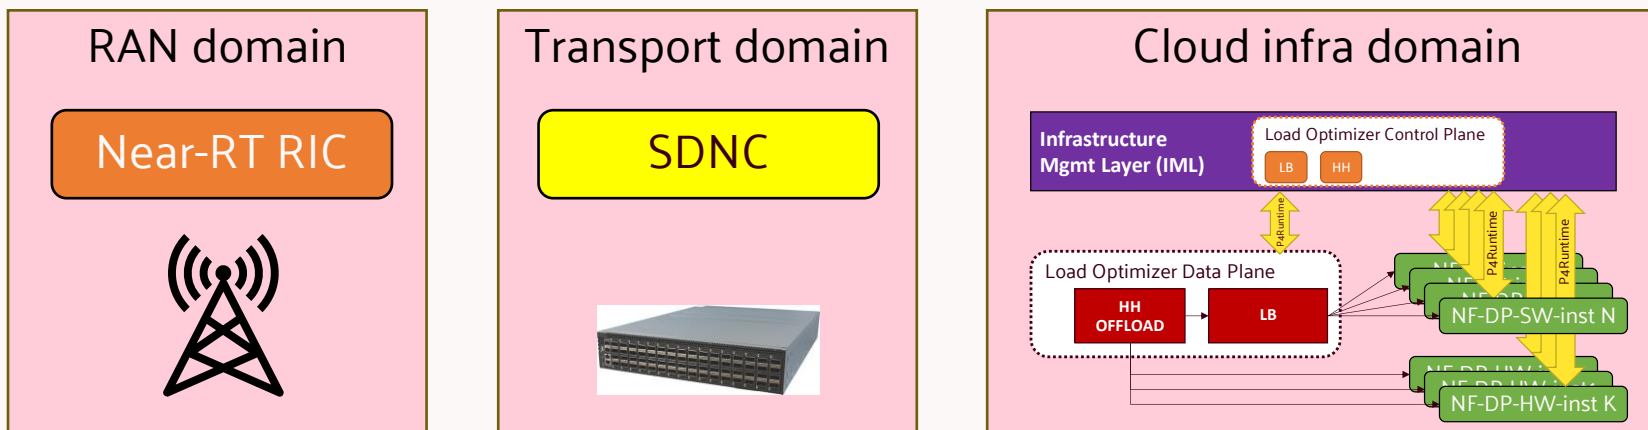 RAN domain
Near-RT RIC
Transport domain
SDNC
Cloud infra domain
Infrastructure
Mgmt Layer (IML)
Load Optimizer Control Plane
LB
HH
P4Runtime
P4Runtime
P4Runtime
Load Optimizer Data Plane
HH
OFFLOAD
LB
NF-DP-SW-inst N
NF-DP-HW-inst K